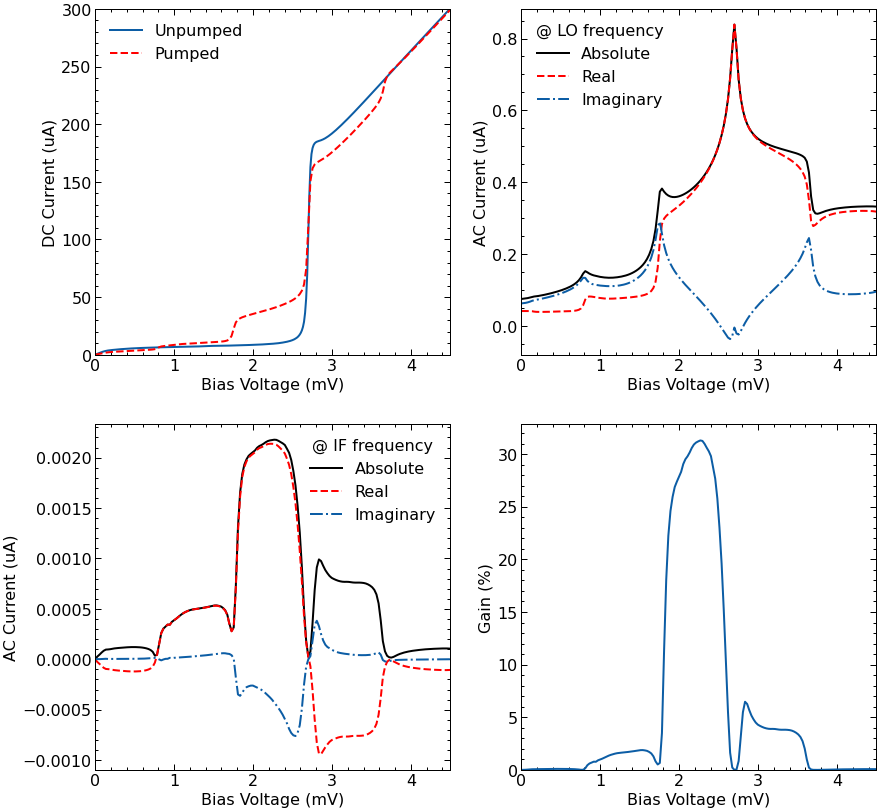 300
250
200
150
100
50
0
DC Current (uA)
Unpumped
Pumped
0 1 2 3 4
Bias Voltage (mV)
0.8
0.6
0.4
0.2
0.0
AC Current (uA)
@ LO frequency
Absolute
Real
Imaginary
0 1 2 3 4
Bias Voltage (mV)
0.0020
0.0015
0.0010
0.0005
0.0000
−0.0005
−0.0010
AC Current (uA)
@ IF frequency
Absolute
Real
Imaginary
0 1 2 3 4
Bias Voltage (mV)
30
25
20
15
10
5
0
Gain (%)
0 1 2 3 4
Bias Voltage (mV)